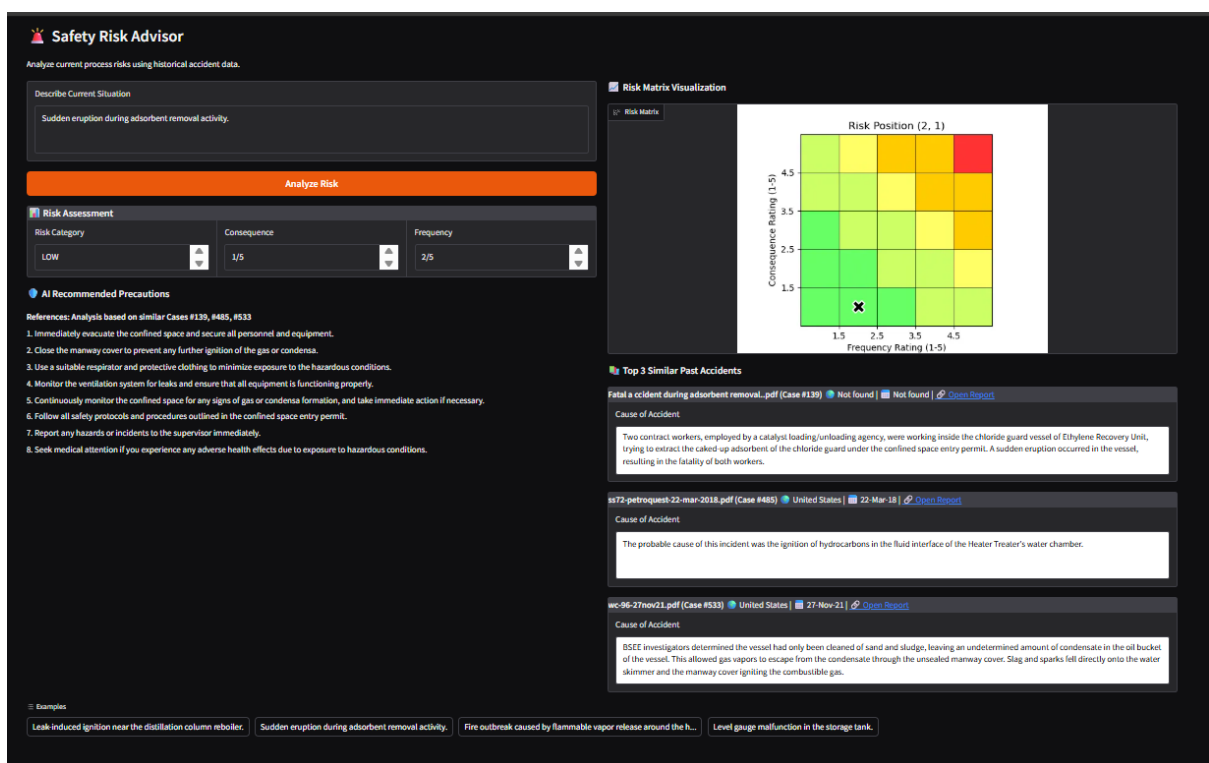 Safety Risk Advisor
Analyze current process risks using historical accident data.
Describe Current Situation
Sudden eruption during adsorbent removal activity.
Analyze Risk
Risk Assessment
Risk Category
Consequence
Frequency
LOW
1/5
2/5
AI Recommended Precautions
References: Analysis based on similar Cases #139, #485, #533
1. Immediately evacuate the confined space and secure all personnel and equipment.
2. Close the manway cover to prevent any further ignition of the gas or condensa.
3. Use a suitable respirator and protective clothing to minimize exposure to the hazardous conditions.
4. Monitor the ventilation system for leaks and ensure that all equipment is functioning properly.
5. Continuously monitor the confined space for any signs of gas or condensa formation, and take immediate action if necessary.
6. Follow all safety protocols and procedures outlined in the confined space entry permit.
7. Report any hazards or incidents to the supervisor immediately.
8. Seek medical attention if you experience any adverse health effects due to exposure to hazardous conditions.
Risk Matrix Visualization
Risk Matrix
Risk Position (2, 1)
Consequence Rating (1-5)
4.5
3.5
2.5
1.5
1.5 2.5 3.5 4.5
Frequency Rating (1-5)
Top 3 Similar Past Accidents
Fatal a ccident during adsorbent removal..pdf (Case #139) Not found | Not found | Open Report
Cause of Accident
Two contract workers, employed by a catalyst loading/unloading agency, were working inside the chloride guard vessel of Ethylene Recovery Unit,
trying to extract the caked-up adsorbent of the chloride guard under the confined space entry permit. A sudden eruption occurred in the vessel,
resulting in the fatality of both workers.
ss72-petroquest-22-mar-2018.pdf (Case #485) United States | 22-Mar-18 | Open Report
Cause of Accident
The probable cause of this incident was the ignition of hydrocarbons in the fluid interface of the Heater Treater's water chamber.
wc-96-27nov21.pdf (Case #533) United States | 27-Nov-21 | Open Report
Cause of Accident
BSEE investigators determined the vessel had only been cleaned of sand and sludge, leaving an undetermined amount of condensate in the oil bucket
of the vessel. This allowed gas vapors to escape from the condensate through the unsealed manway cover. Slag and sparks fell directly onto the water
skimmer and the manway cover igniting the combustible gas.
Examples
Leak-induced ignition near the distillation column reboiler.
Sudden eruption during adsorbent removal activity.
Fire outbreak caused by flammable vapor release around the h...
Level gauge malfunction in the storage tank.